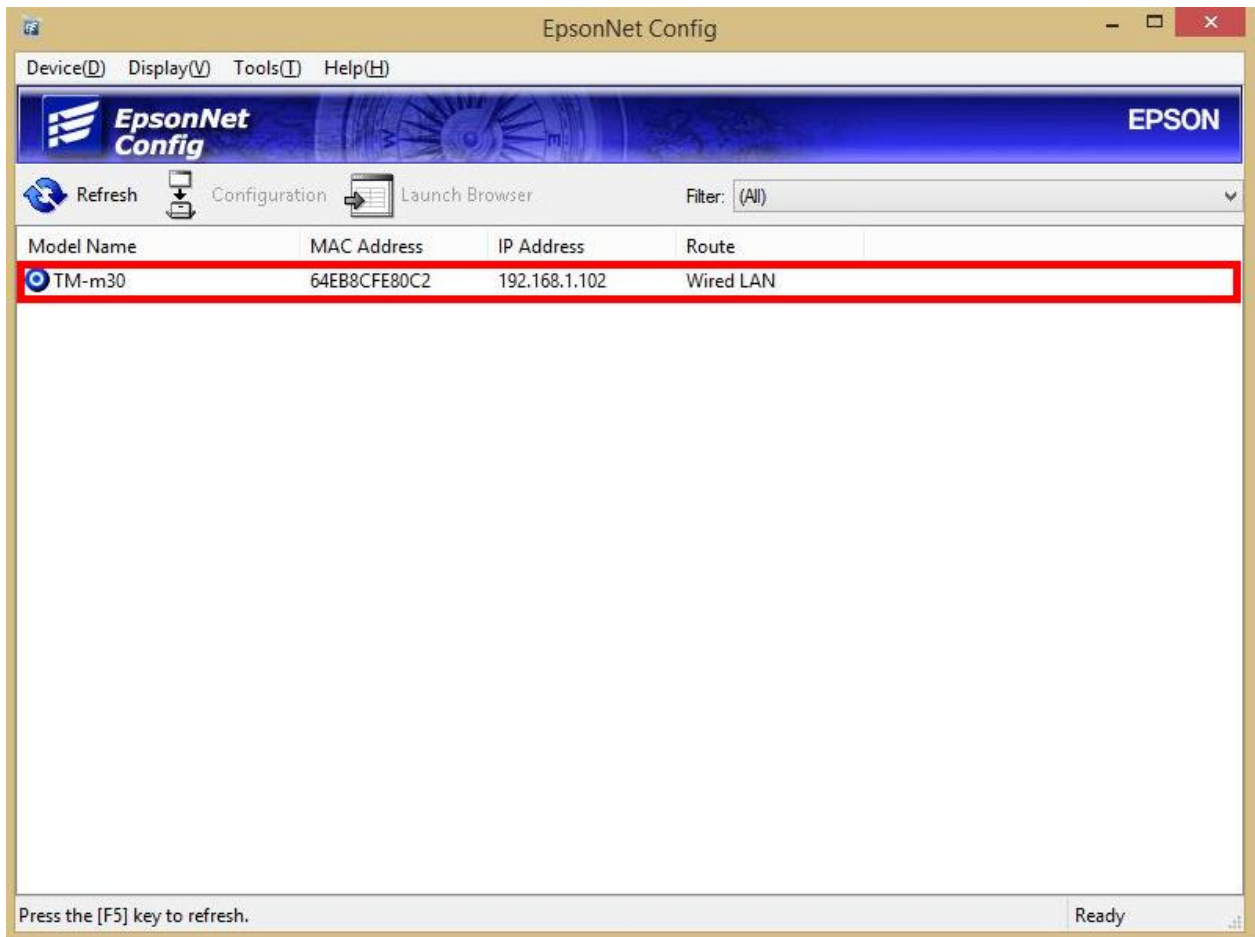 EpsonNet Config
Device(D) Display(V) Tools(T) Help(H)
EpsonNet
Config
EPSON
Refresh Configuration Launch Browser Filter: (All)
Model Name MAC Address IP Address Route
TM-m30 64EB8CFE80C2 192.168.1.102 Wired LAN
Press the [F5] key to refresh. Ready